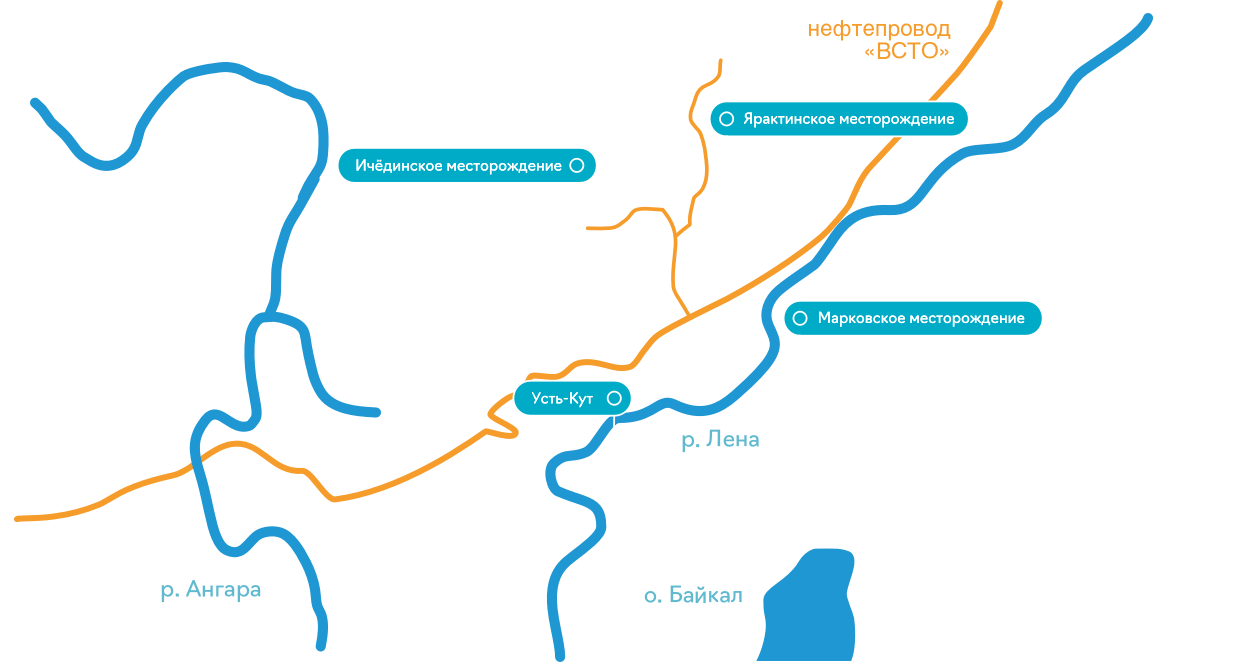 нефтепровод
«ВСТО»
Ярактинское месторождение
Ичёдинское месторождение
Марковское месторождение
Усть-Кут
р. Лена
р. Ангара
о. Байкал